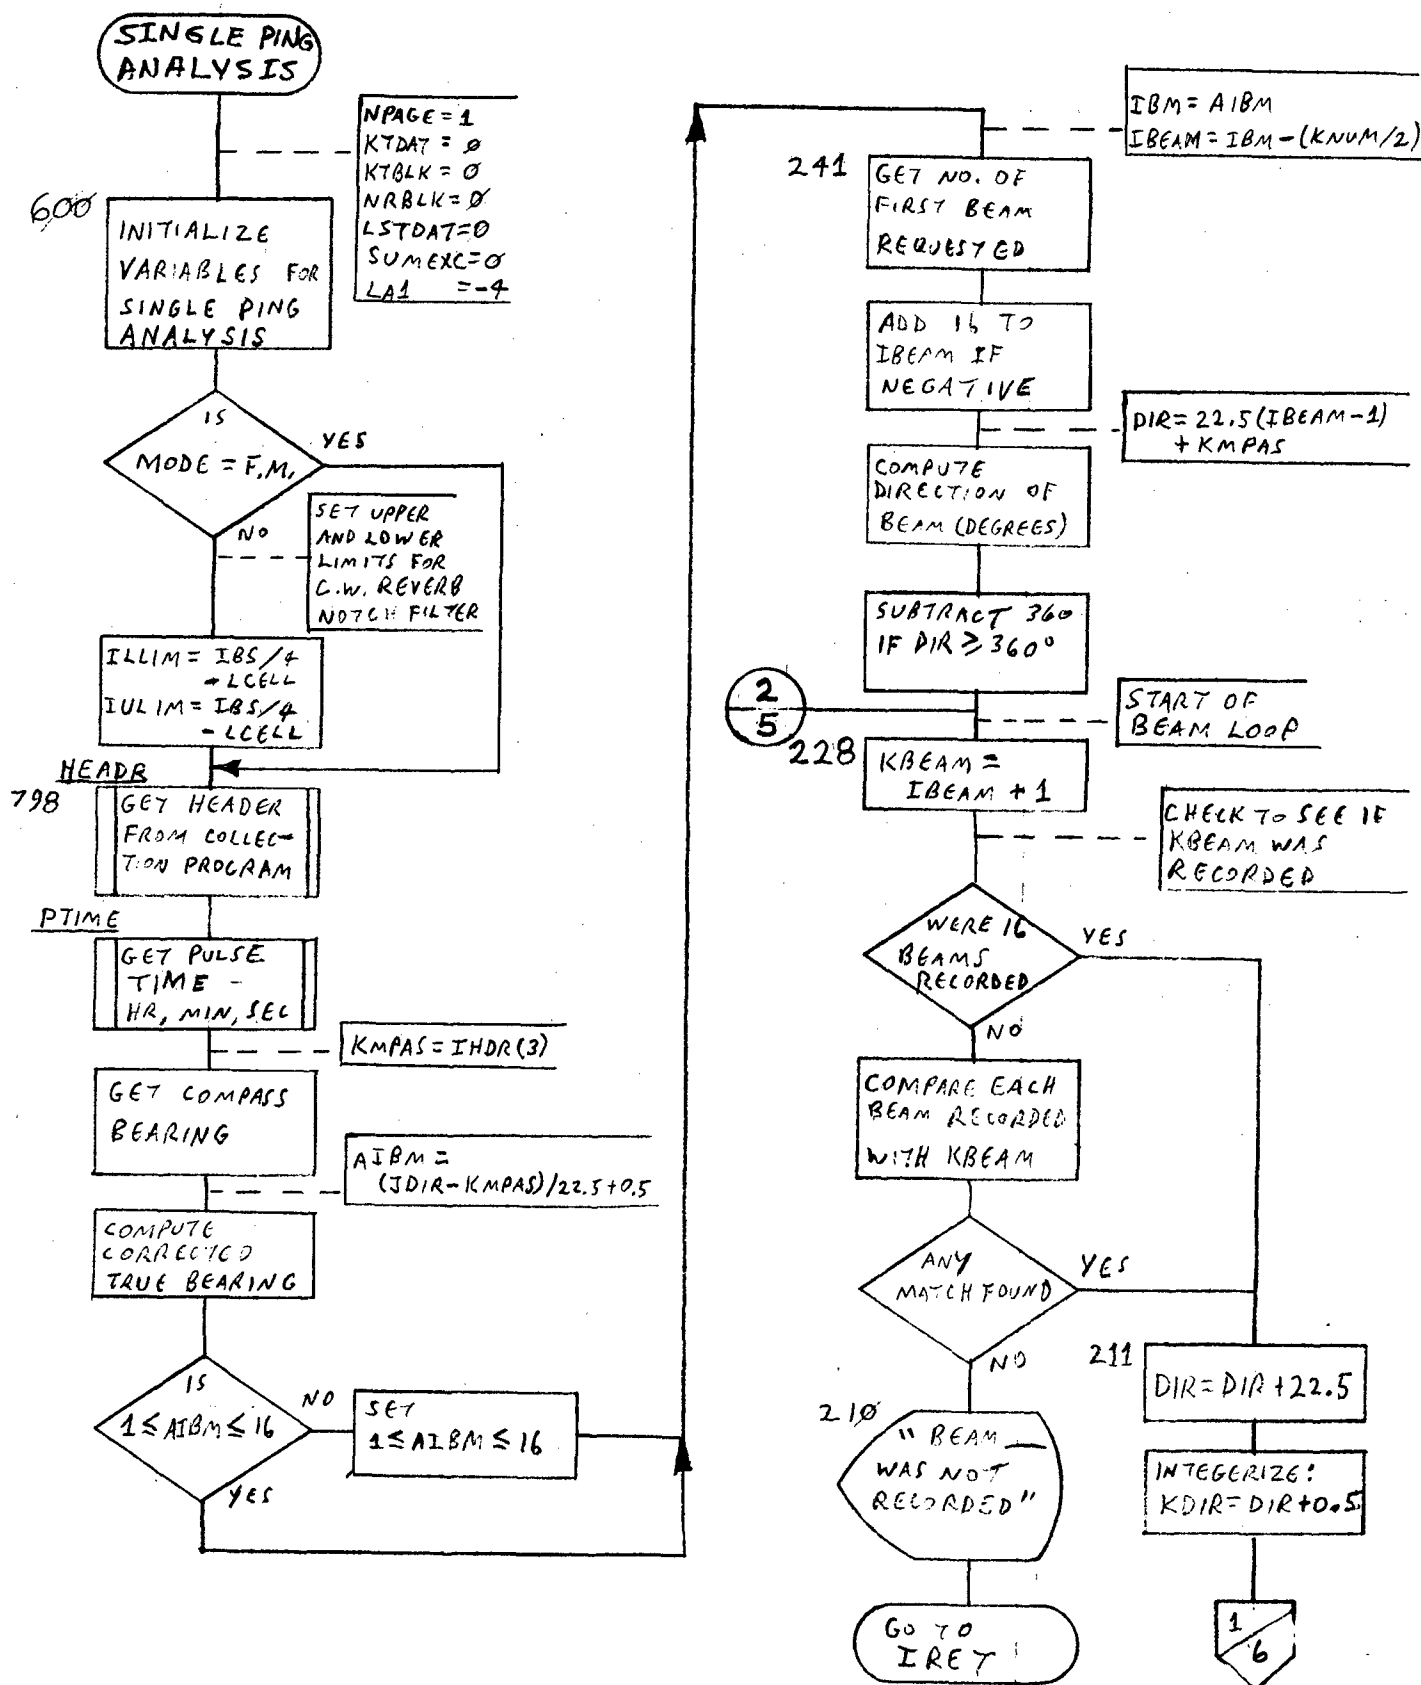 SINGLE PING
ANALYSIS
NPAGE = 1
KTDAT = 0
KTBLK = 0
NRBLK = 0
LSTDAT=0
SUMEXC=0
LA1 =-4
600
INITIALIZE
VARIABLES FOR
SINGLE PING
ANALYSIS
IS
MODE = F.M.
YES
NO
SET UPPER
AND LOWER
LIMITS FOR
C.W. REVERB
NOTCH FILTER
ILLIM= IBS/4
- LCELL
IULIM= IBS/4
- LCELL
HEADR
798
GET HEADER
FROM COLLEC-
TION PROGRAM
PTIME
GET PULSE
TIME -
HR, MIN, SEC
KMPAS = IHDR(3)
GET COMPASS
BEARING
AIBM =
(JDIR-KMPAS)/22.5+0.5
COMPUTE
CORRECTED
TRUE BEARING
IS
1 ≤ AIBM ≤ 16
NO
SET
1 ≤ AIBM ≤ 16
YES
IBM = AIBM
IBEAM = IBM-(KNUM/2)
241
GET NO. OF
FIRST BEAM
REQUESTED
ADD 16 TO
IBEAM IF
NEGATIVE
DIR= 22.5(IBEAM-1)
+ KMPAS
COMPUTE
DIRECTION OF
BEAM (DEGREES)
SUBTRACT 360
IF DIR ≥ 360°
2
5
START OF
BEAM LOOP
228
KBEAM =
IBEAM + 1
CHECK TO SEE IF
KBEAM WAS
RECORDED
WERE 16
BEAMS
RECORDED
YES
NO
COMPARE EACH
BEAM RECORDED
WITH KBEAM
ANY
MATCH FOUND
YES
NO
210
" BEAM __
WAS NOT
RECORDED"
GO TO
IRET
211
DIR = DIR +22.5
INTEGERIZE:
KDIR=DIR+0.5
1
6